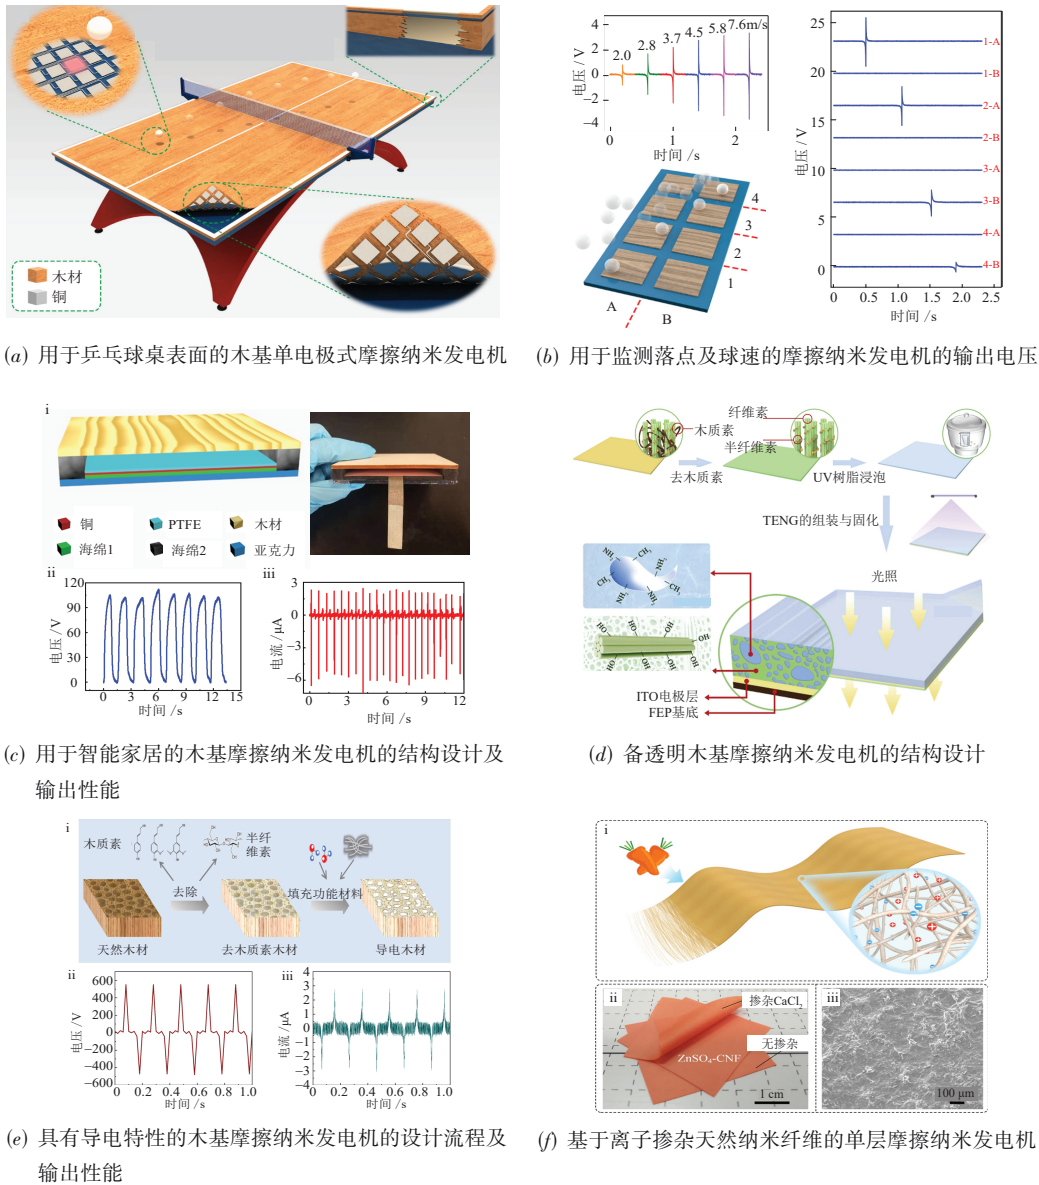 木材
铜
(a) 用于乒乓球桌表面的木基单电极式摩擦纳米发电机
电压 /V
4
2
0
−2
−4
2.0
2.8
3.7
4.5
5.8
7.6m/s
0
1
2
时间 /s
4
3
2
1
A
B
电压 /V
25
20
15
10
5
0
1-A
1-B
2-A
2-B
3-A
3-B
4-A
4-B
0
0.5
1.0
1.5
2.0
2.5
时间 /s
(b) 用于监测落点及球速的摩擦纳米发电机的输出电压
i
铜
PTFE
木材
海绵1
海绵2
亚克力
ii
电压 /V
120
90
60
30
0
0
3
6
9
12
15
时间 /s
iii
电流 /μA
3
0
−3
−6
0
3
6
9
12
时间 /s
(c) 用于智能家居的木基摩擦纳米发电机的结构设计及
输出性能
木质素
纤维素
半纤维素
去木质素
UV树脂浸泡
TENG的组装与固化
光照
NH2
CH3
NH2
CH3
CH3
NH2
NH2
HO
OH
OH
HO
OH
HO
OH
OH
ITO电极层
FEP基底
(d) 备透明木基摩擦纳米发电机的结构设计
i
木质素
半纤
维素
去除
填充功能材料
天然木材
去木质素木材
导电木材
ii
电压 /V
600
400
200
0
−200
−400
−600
0
0.2
0.4
0.6
0.8
1.0
时间 /s
iii
电流 /μA
4
3
2
1
0
−1
−2
−3
−4
0
0.2
0.4
0.6
0.8
1.0
时间 /s
(e) 具有导电特性的木基摩擦纳米发电机的设计流程及
输出性能
i
ii
掺杂CaCl2
无掺杂
ZnSO4-CNF
1 cm
iii
100 μm
(f) 基于离子掺杂天然纳米纤维的单层摩擦纳米发电机